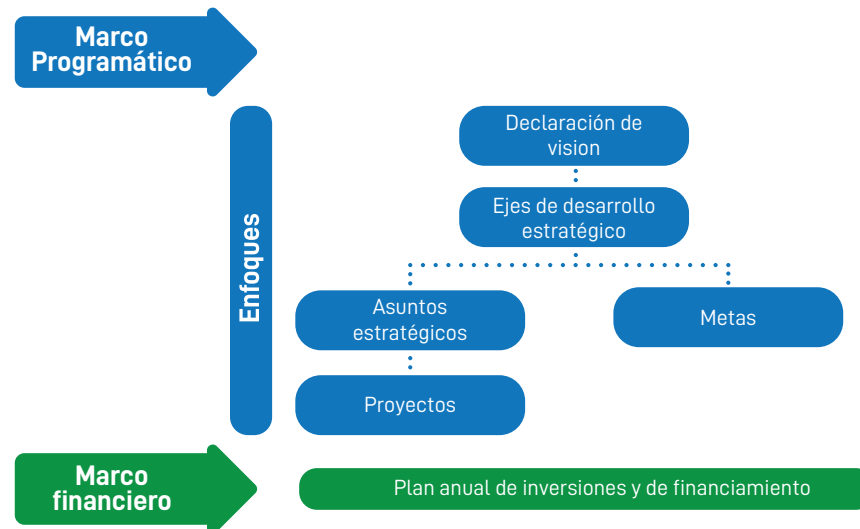 Marco
Programático
Enfoques
Declaración de
vision
Ejes de desarrollo
estratégico
Asuntos
estratégicos
Metas
Proyectos
Marco
financiero
Plan anual de inversiones y de financiamiento